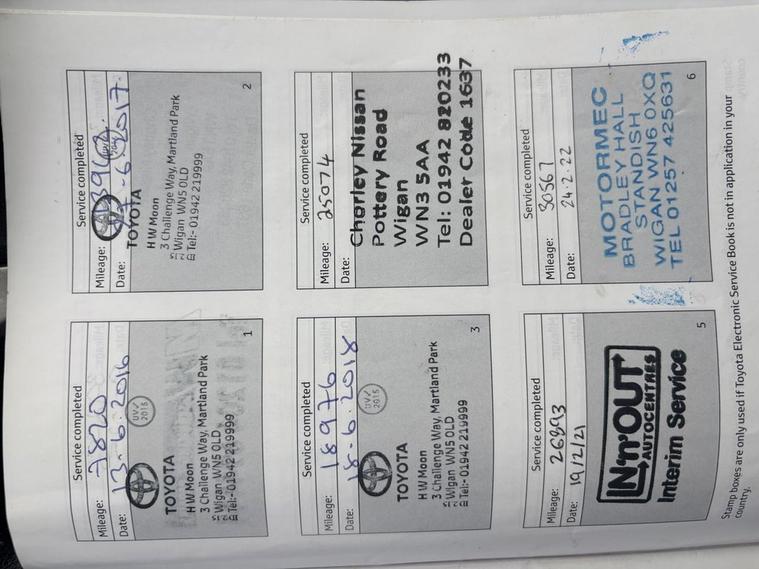 Service completed
Mileage: 7820
Date: 13-6-2016
UV✓
2015
TOYOTA
H W Moon
3 Challenge Way, Martland Park
Wigan WN5 0LD
Tel:- 01942 219999
1
Service completed
Mileage:
Date: -6-2017
TOYOTA
H W Moon
3 Challenge Way, Martland Park
Wigan WN5 0LD
Tel:- 01942 219999
2
Service completed
Mileage: 18976
Date: 18-6-2018
UV✓
2015
TOYOTA
H W Moon
3 Challenge Way, Martland Park
Wigan WN5 0LD
Tel:- 01942 219999
3
Service completed
Mileage: 25074
Date:
Chorley Nissan
Pottery Road
Wigan
WN3 5AA
Tel: 01942 820233
Dealer Code 1637
Service completed
Mileage: 26893
Date: 19/2/21
IN'n'OUT
AUTOCENTRES
Interim Service
5
Service completed
Mileage: 30567
Date: 24.2.22
MOTORMEC
BRADLEY HALL
STANDISH
WIGAN WN6 0XQ
TEL 01257 425631
6
Stamp boxes are only used if Toyota Electronic Service Book is not in application in your
country.